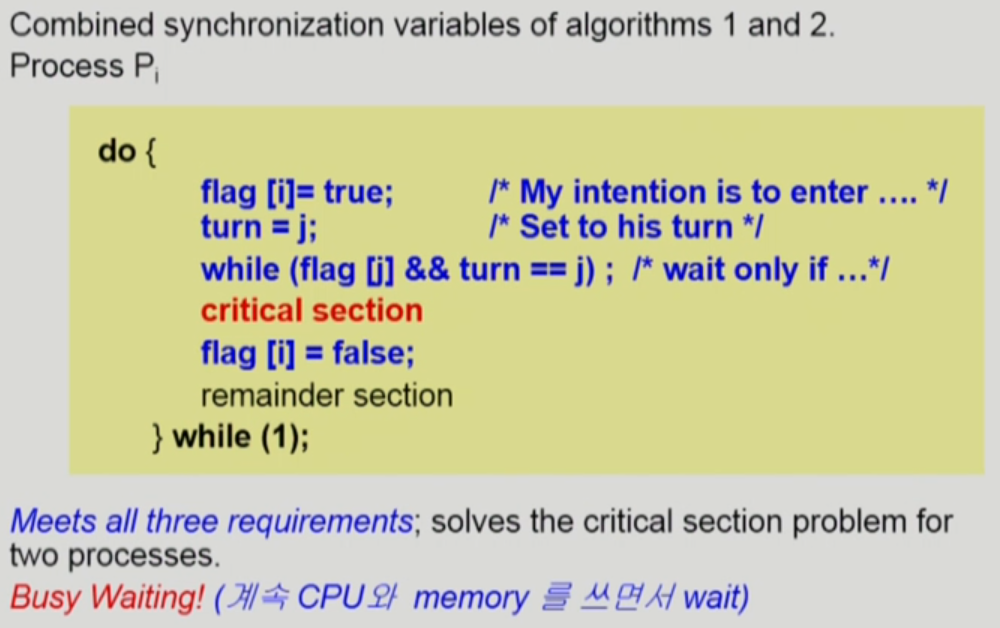 Combined synchronization variables of algorithms 1 and 2.
Process Pi
do {
flag [i]= true; /* My intention is to enter .... */
turn = j; /* Set to his turn */
while (flag [j] && turn == j) ; /* wait only if ...*/
critical section
flag [i] = false;
remainder section
} while (1);
Meets all three requirements; solves the critical section problem for
two processes.
Busy Waiting! (계속 CPU와 memory 를 쓰면서 wait)